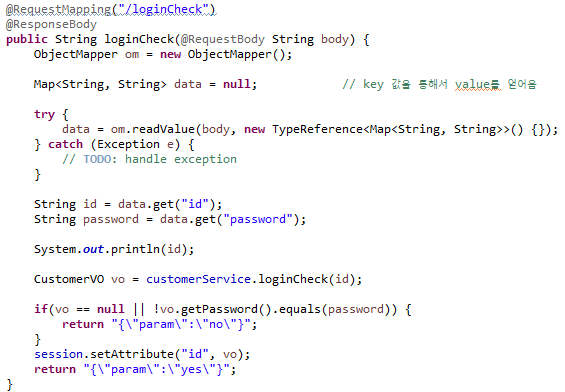 @RequestMapping("/loginCheck")
@ResponseBody
public String loginCheck(@RequestBody String body) {
    ObjectMapper om = new ObjectMapper();

    Map<String, String> data = null;            // key 값을 통해서 value를 얻어옴

    try {
        data = om.readValue(body, new TypeReference<Map<String, String>>() {});
    } catch (Exception e) {
        // TODO: handle exception
    }

    String id = data.get("id");
    String password = data.get("password");

    System.out.println(id);

    CustomerVO vo = customerService.loginCheck(id);

    if(vo == null || !vo.getPassword().equals(password)) {
        return "{\"param\":\"no\"}";
    }
    session.setAttribute("id", vo);
    return "{\"param\":\"yes\"}";
}